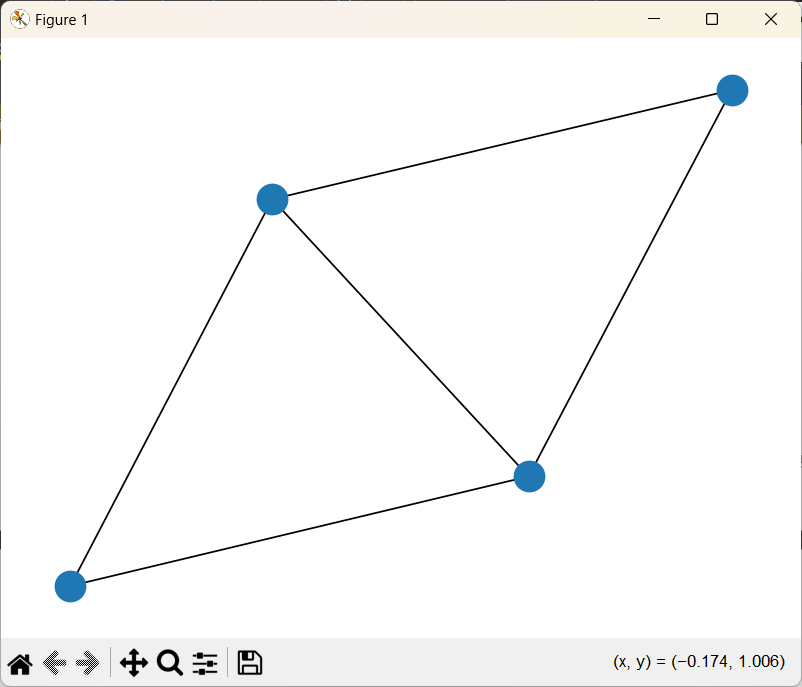 Figure 1
(x, y) = (−0.174, 1.006)